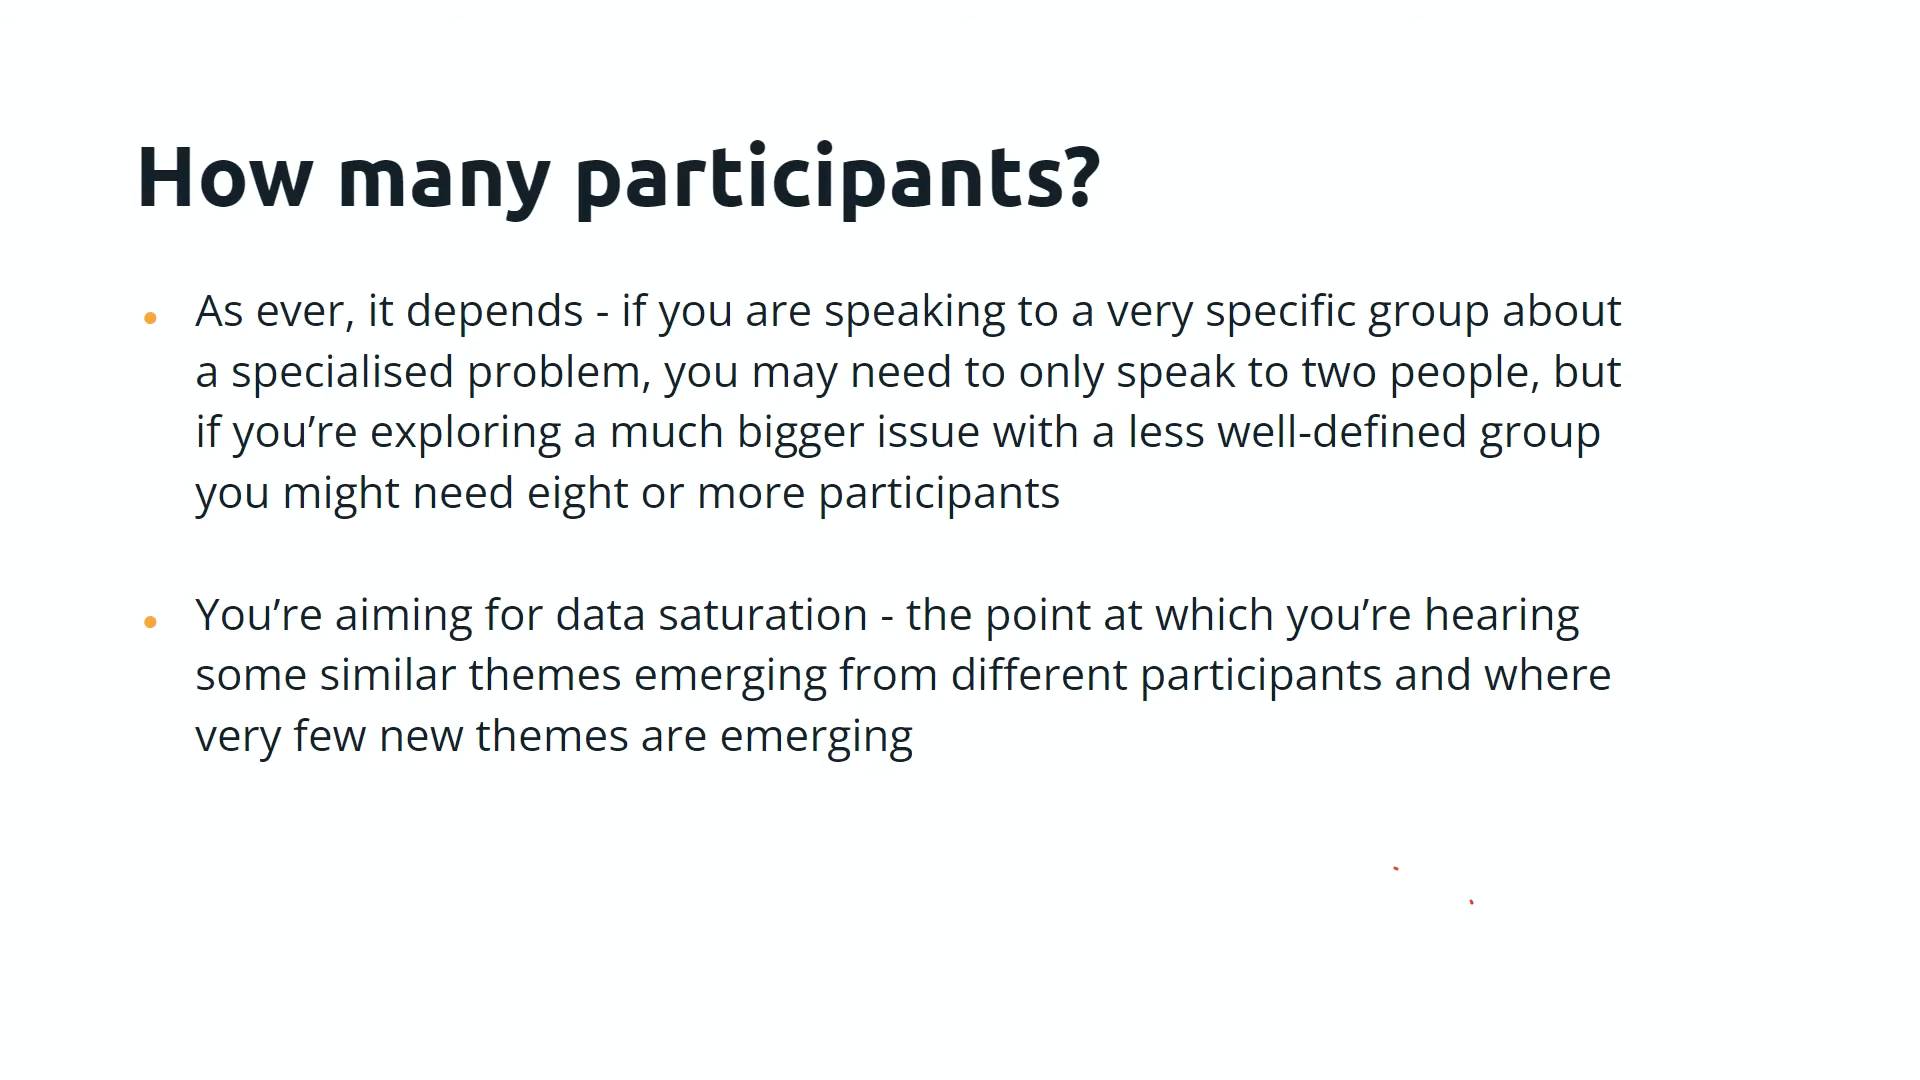 How many participants?
As ever, it depends - if you are speaking to a very specific group about
a specialised problem, you may need to only speak to two people, but
if you’re exploring a much bigger issue with a less well-defined group
you might need eight or more participants
You’re aiming for data saturation - the point at which you’re hearing
some similar themes emerging from different participants and where
very few new themes are emerging